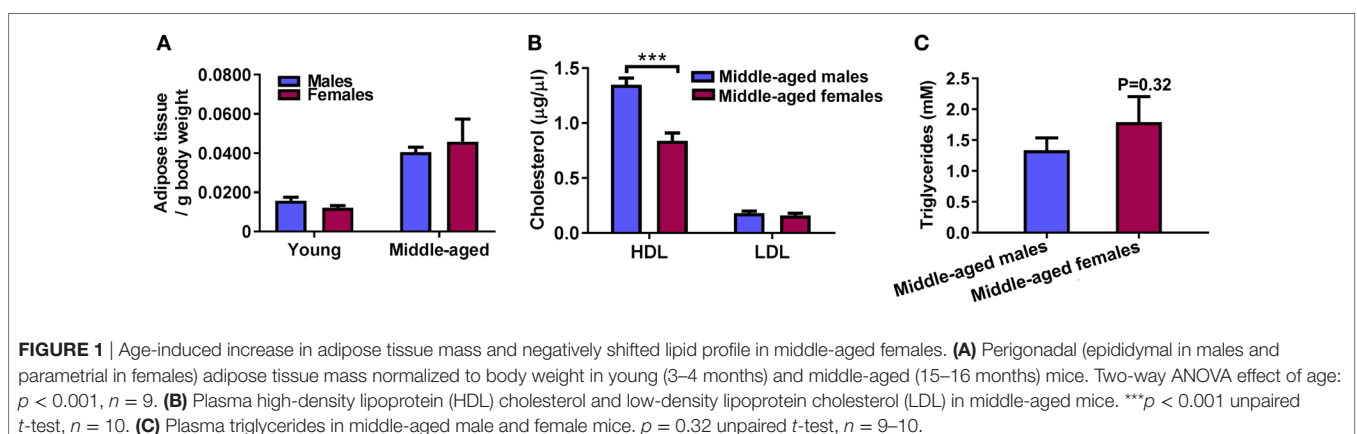 A
Adipose tissue
/ g body weight
0.0800
0.0600
0.0400
0.0200
0
Males
Females
Young
Middle-aged
B
Cholesterol (µg/µl)
1.5
1.0
0.5
0.0
***
Middle-aged males
Middle-aged females
HDL
LDL
C
Triglycerides (mM)
2.5
2.0
1.5
1.0
0.5
0.0
P=0.32
Middle-aged males
Middle-aged females
FIGURE 1 | Age-induced increase in adipose tissue mass and negatively shifted lipid profile in middle-aged females. (A) Perigonadal (epididymal in males and
parametrial in females) adipose tissue mass normalized to body weight in young (3–4 months) and middle-aged (15–16 months) mice. Two-way ANOVA effect of age:
p < 0.001, n = 9. (B) Plasma high-density lipoprotein (HDL) cholesterol and low-density lipoprotein cholesterol (LDL) in middle-aged mice. ***p < 0.001 unpaired
t-test, n = 10. (C) Plasma triglycerides in middle-aged male and female mice. p = 0.32 unpaired t-test, n = 9–10.